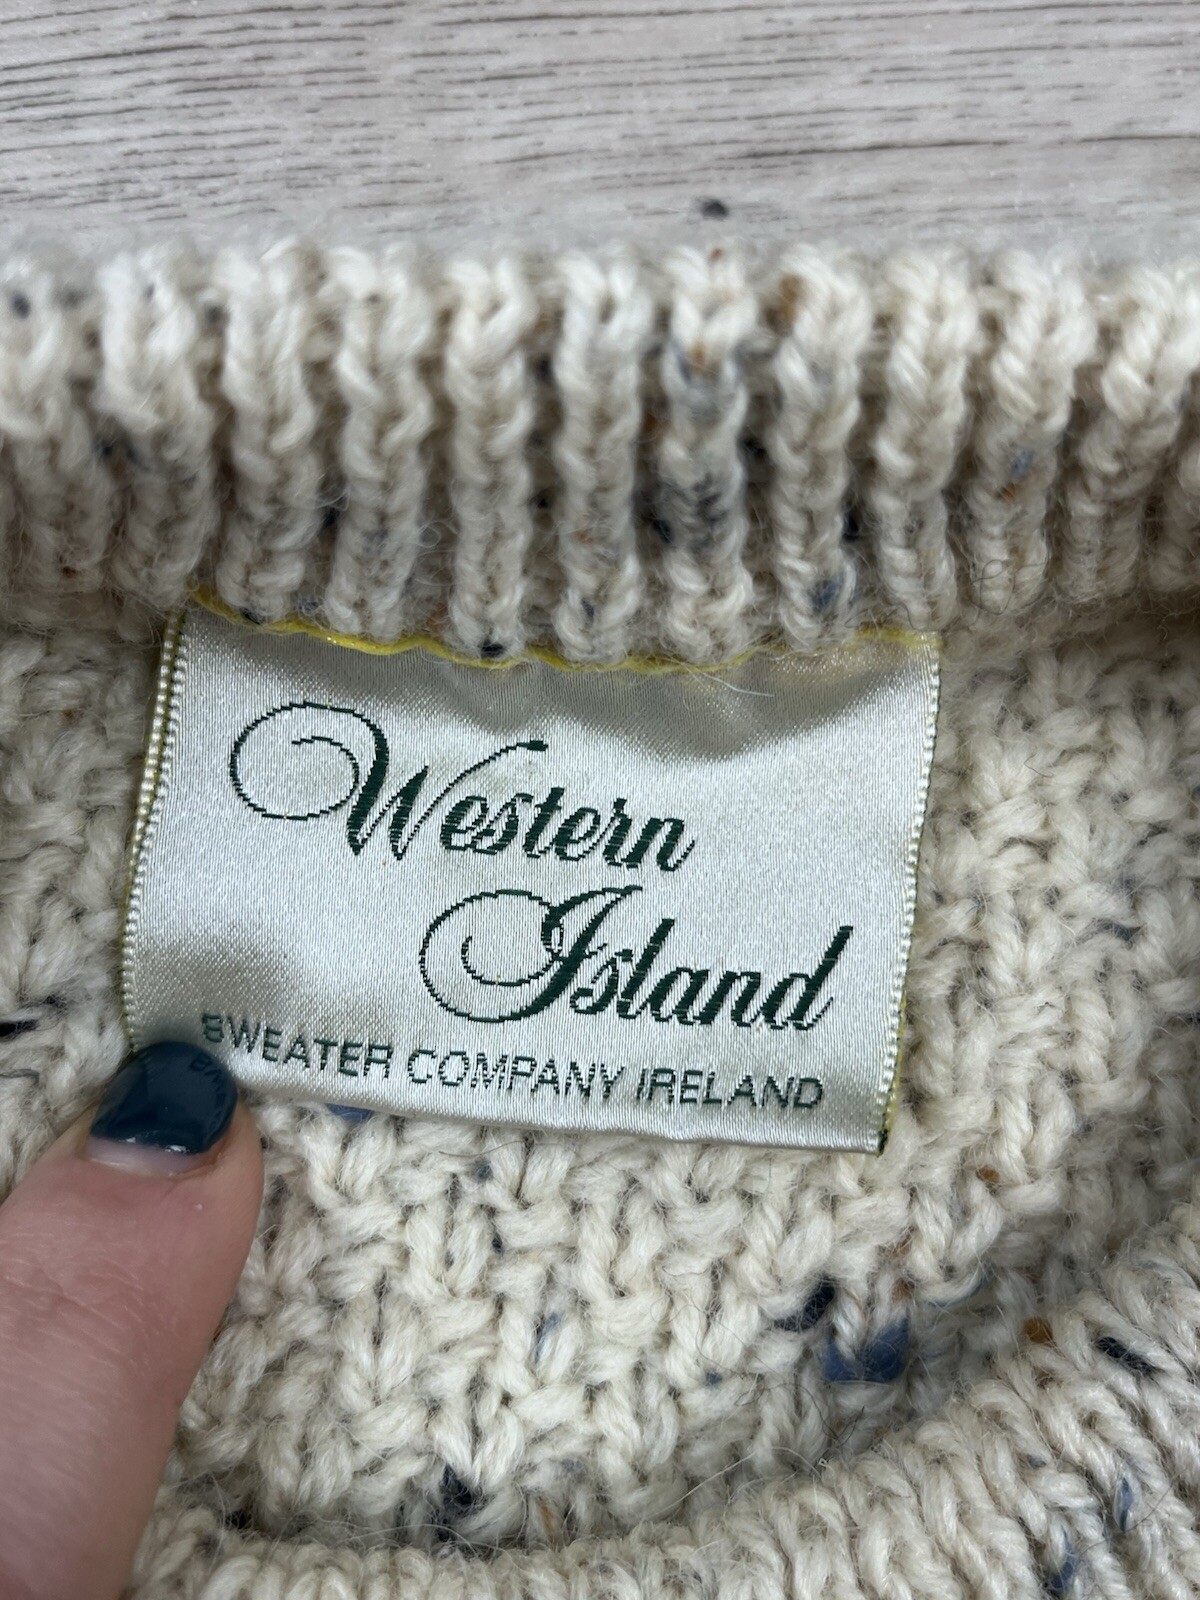 Western
Island
SWEATER COMPANY IRELAND